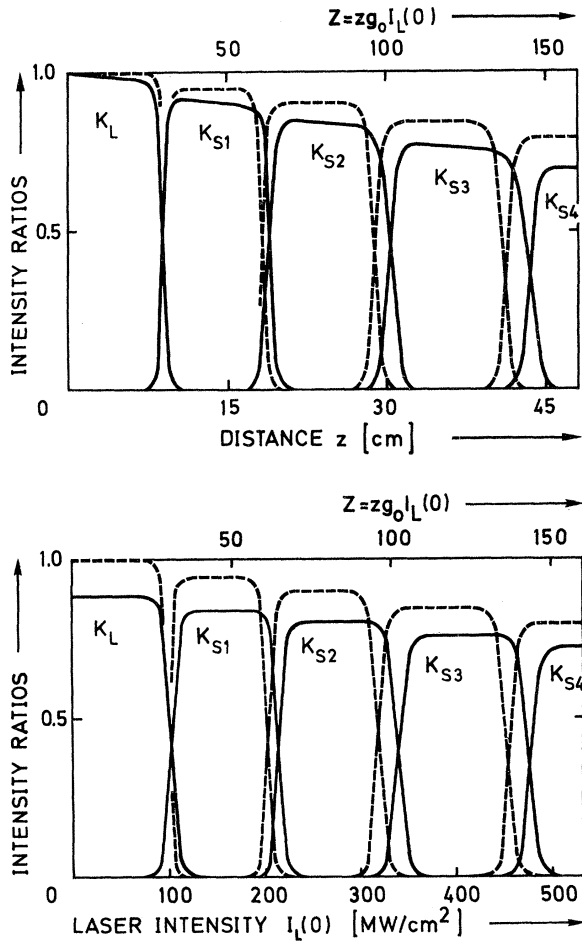 Z=zg₀I_L(0)
50 100 150
1.0
K_L
K_S1
K_S2
K_S3
K_S4
0.5
INTENSITY RATIOS
0 15 30 45
DISTANCE z [cm]
Z=zg₀I_L(0)
50 100 150
1.0
K_L
K_S1
K_S2
K_S3
K_S4
0.5
INTENSITY RATIOS
0 100 200 300 400 500
LASER INTENSITY I_L(0) [MW/cm²]